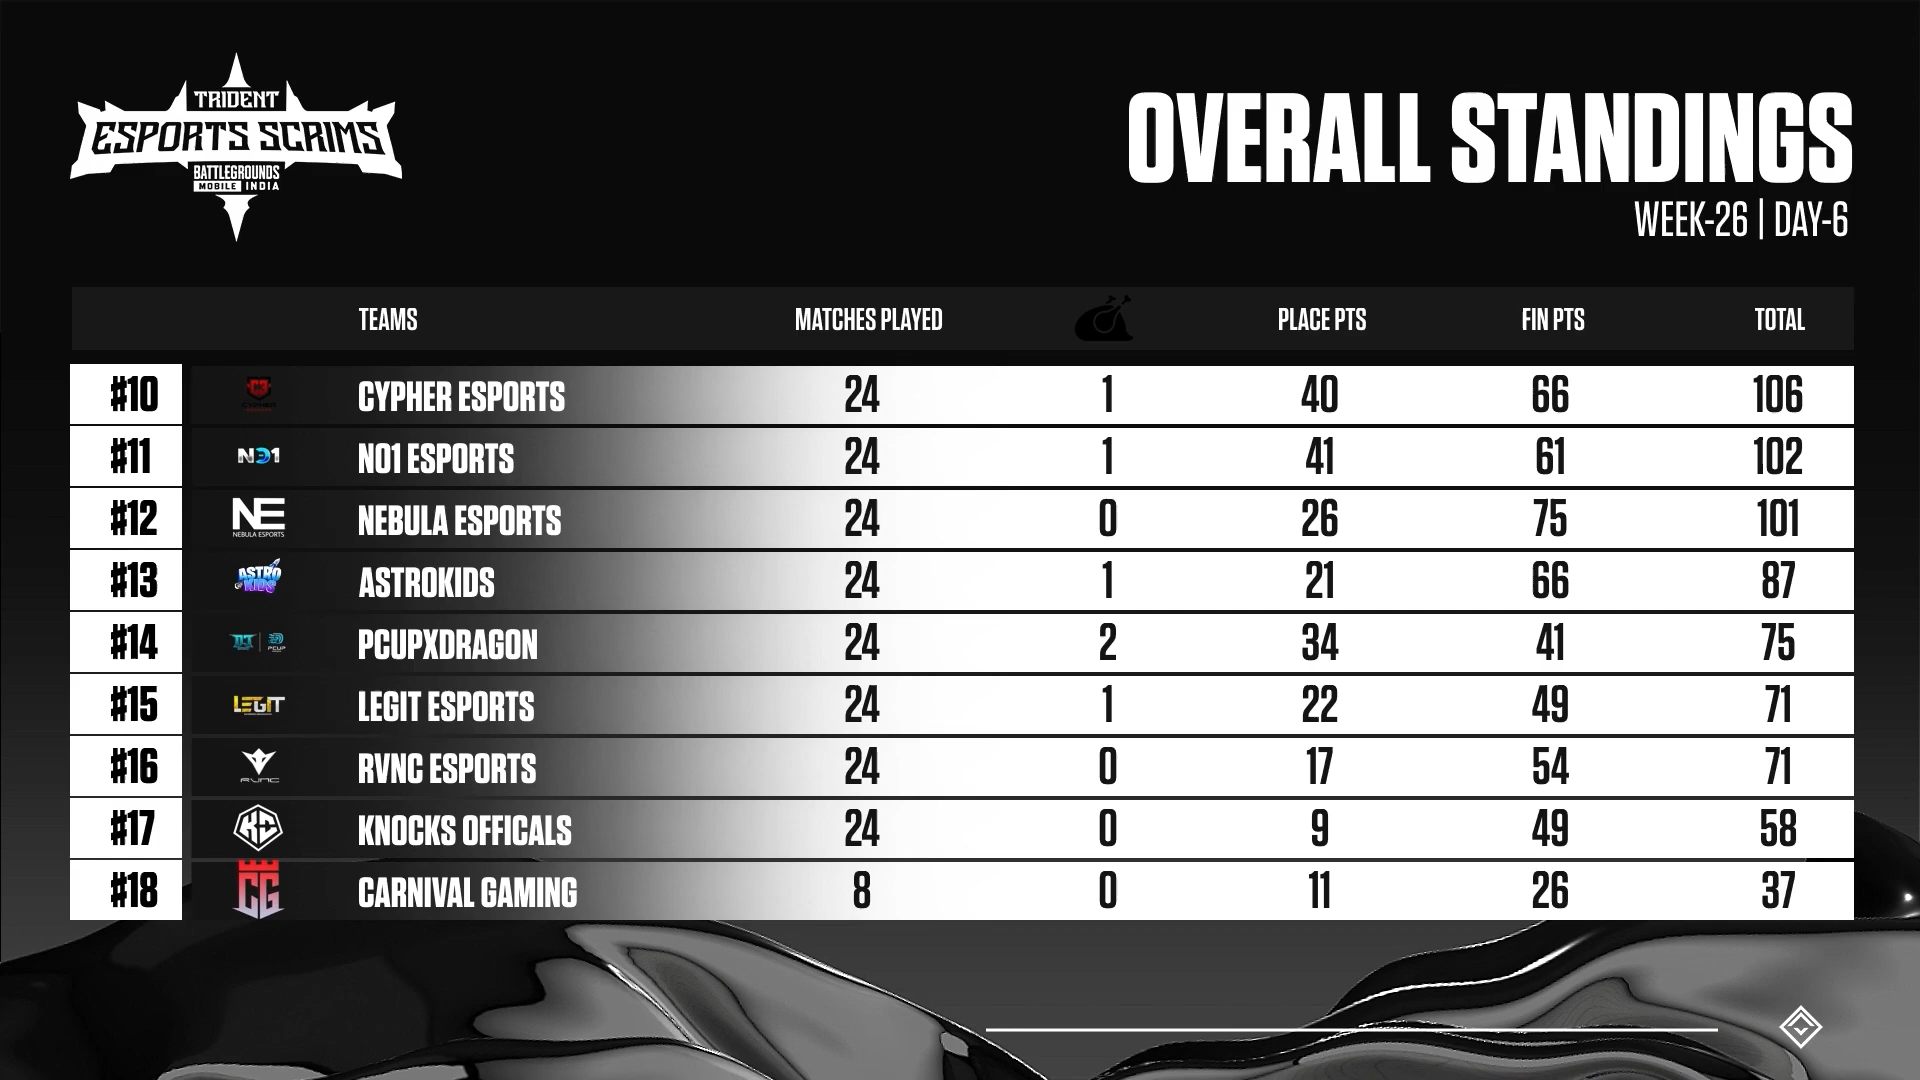 TRIDENT
ESPORTS SCRIMS
BATTLEGROUNDS
MOBILE INDIA
OVERALL STANDINGS
WEEK-26 | DAY-6
TEAMS MATCHES PLAYED PLACE PTS FIN PTS TOTAL
#10 CYPHER CYPHER ESPORTS 24 1 40 66 106
#11 NO1 NO1 ESPORTS 24 1 41 61 102
#12 NE NEBULA ESPORTS NEBULA ESPORTS 24 0 26 75 101
#13 ASTRO KIDS ASTROKIDS 24 1 21 66 87
#14 PCUP PCUPXDRAGON 24 2 34 41 75
#15 LEGIT LEGIT ESPORTS 24 1 22 49 71
#16 RVNC RVNC ESPORTS 24 0 17 54 71
#17 KNOCKS OFFICALS 24 0 9 49 58
#18 CG CARNIVAL GAMING 8 0 11 26 37